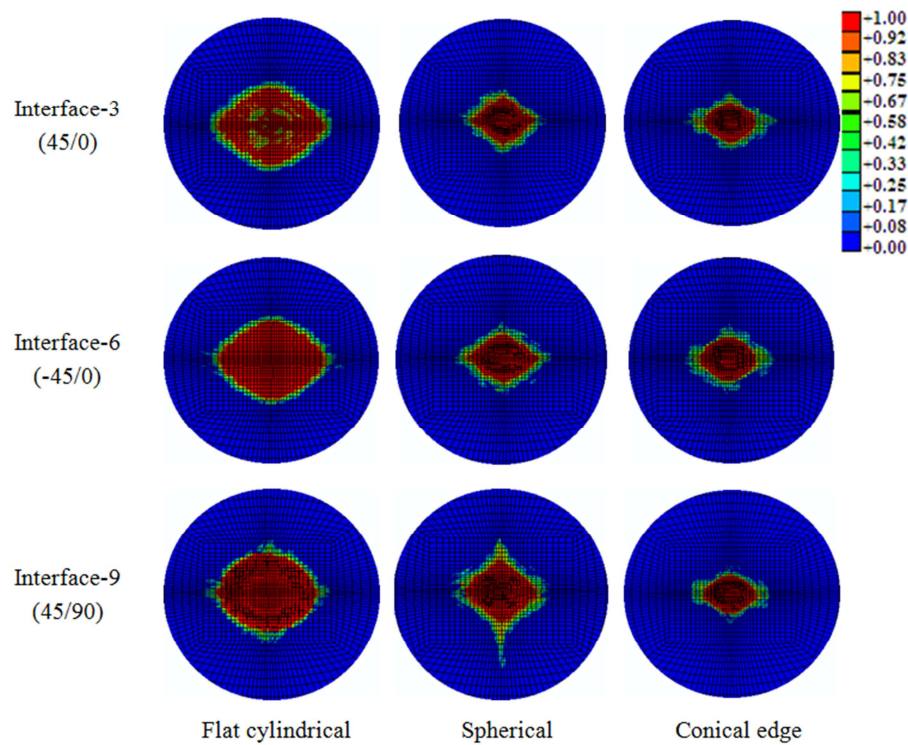 +1.00
+0.92
+0.83
+0.75
+0.67
+0.58
+0.42
+0.33
+0.25
+0.17
+0.08
+0.00
Interface-3
(45/0)
Interface-6
(-45/0)
Interface-9
(45/90)
Flat cylindrical
Spherical
Conical edge